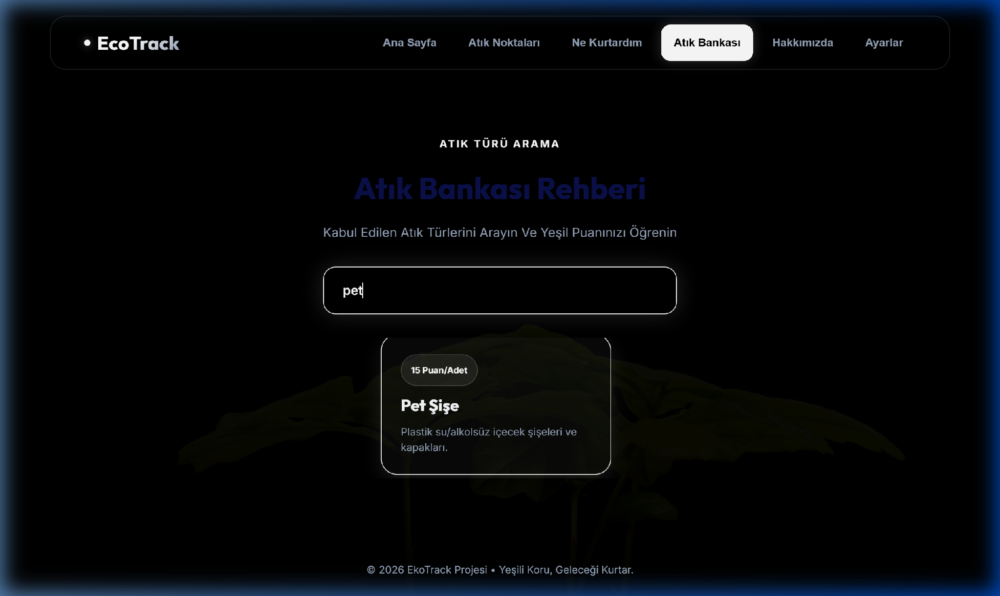 EcoTrack
Ana Sayfa
Atık Noktaları
Ne Kurtardım
Atık Bankası
Hakkımızda
Ayarlar
ATIK TÜRÜ ARAMA
Atık Bankası Rehberi
Kabul Edilen Atık Türlerini Arayın Ve Yeşil Puanınızı Öğrenin
pet
15 Puan/Adet
Pet Şişe
Plastik su/alkolsüz içecek şişeleri ve
kapakları.
© 2026 EkoTrack Projesi • Yeşili Koru, Geleceği Kurtar.